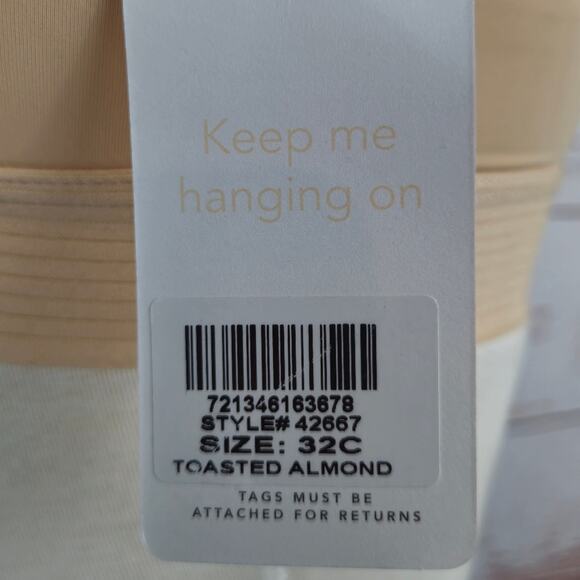 Keep me
hanging on
721346163678
STYLE# 42667
SIZE: 32C
TOASTED ALMOND
TAGS MUST BE
ATTACHED FOR RETURNS